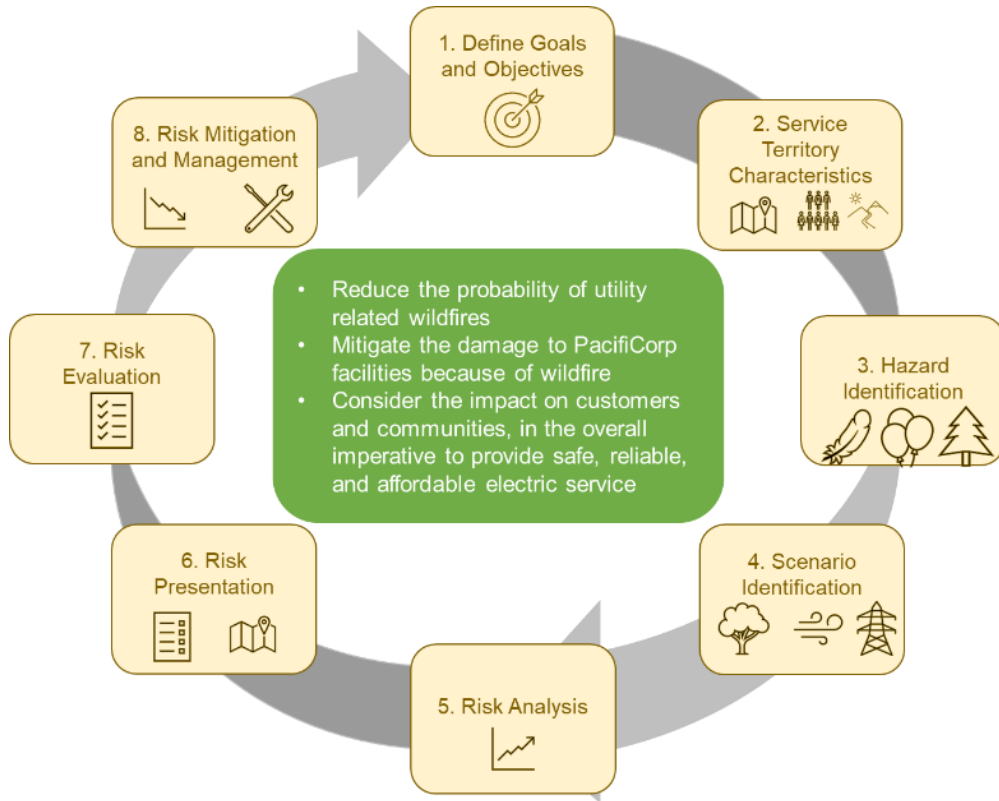 1. Define Goals
and Objectives
2. Service
Territory
Characteristics
3. Hazard
Identification
4. Scenario
Identification
5. Risk Analysis
6. Risk
Presentation
7. Risk
Evaluation
8. Risk Mitigation
and Management
• Reduce the probability of utility
related wildfires
• Mitigate the damage to PacifiCorp
facilities because of wildfire
• Consider the impact on customers
and communities, in the overall
imperative to provide safe, reliable,
and affordable electric service